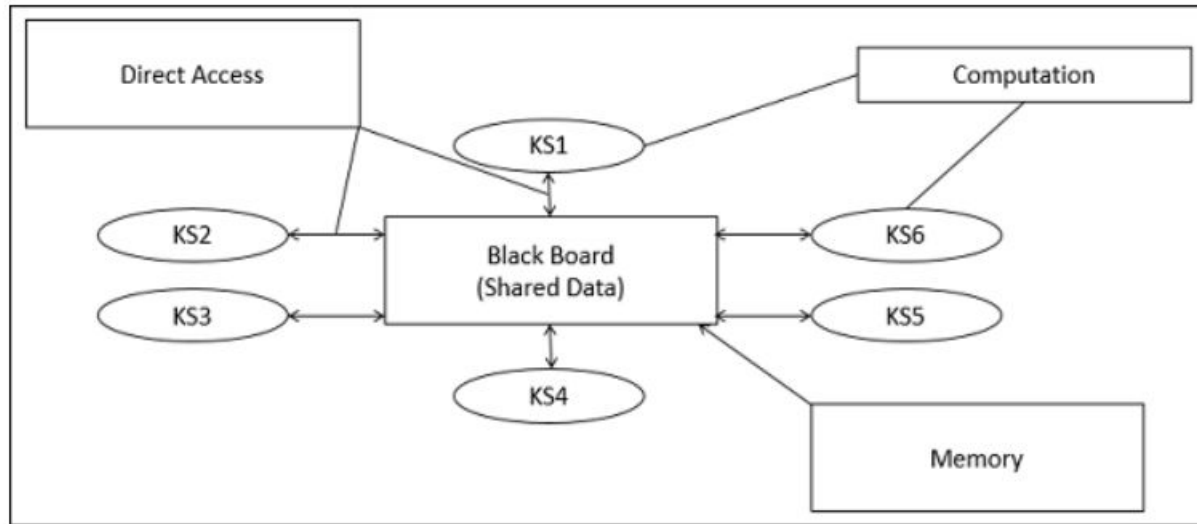 Direct Access
Computation
KS1
KS2
KS6
Black Board
(Shared Data)
KS3
KS5
KS4
Memory